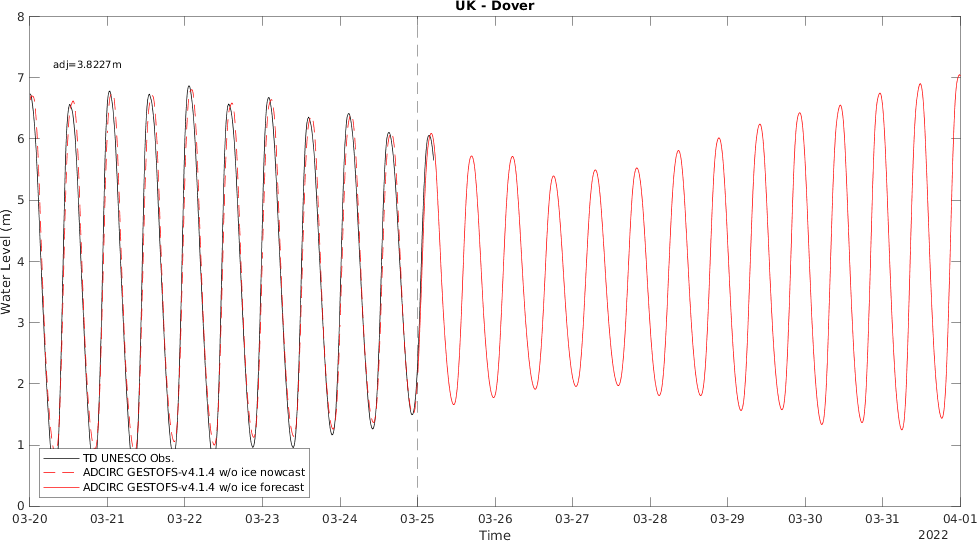 UK - Dover
adj=3.8227m
Water Level (m)
8
7
6
5
4
3
2
1
0
TD UNESCO Obs.
ADCIRC GESTOFS-v4.1.4 w/o ice nowcast
ADCIRC GESTOFS-v4.1.4 w/o ice forecast
03-20 03-21 03-22 03-23 03-24 03-25 03-26 03-27 03-28 03-29 03-30 03-31 04-01
Time
2022